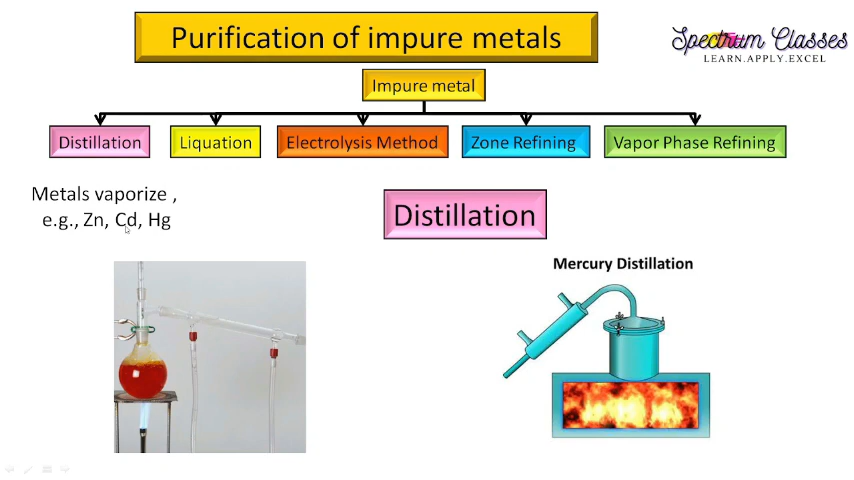 Purification of impure metals
Spectrum Classes
LEARN.APPLY.EXCEL
Impure metal
Distillation
Liquation
Electrolysis Method
Zone Refining
Vapor Phase Refining
Metals vaporize ,
e.g., Zn, Cd, Hg
Distillation
Mercury Distillation